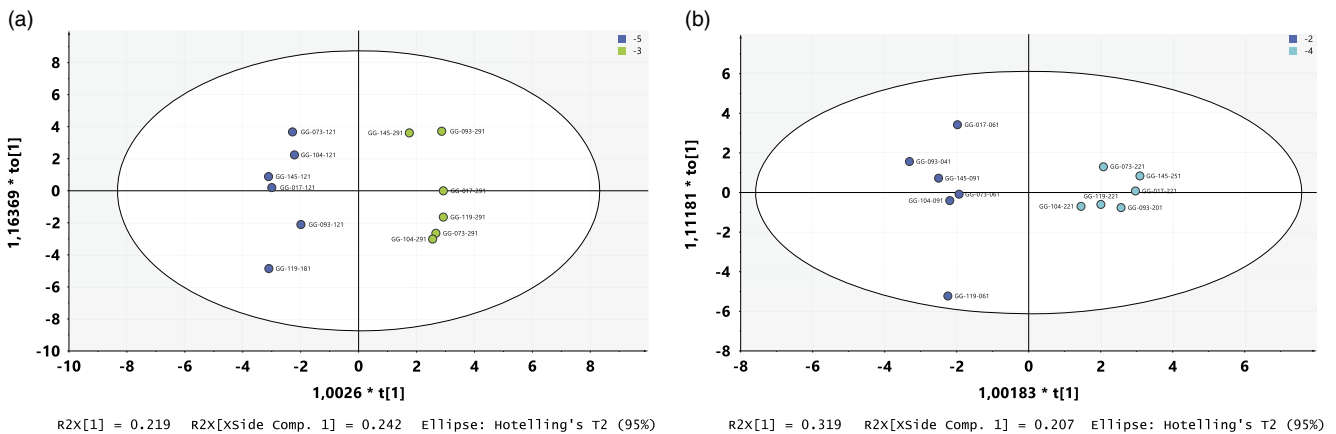 (a)
-5
-3
8
6
4
2
0
-2
-4
-6
-8
-10
1,16369 * to[1]
GG-073-121
GG-104-121
GG-145-121
GG-017-121
GG-093-121
GG-119-181
GG-145-291
GG-093-291
GG-017-291
GG-119-291
GG-073-291
GG-104-291
-10 -8 -6 -4 -2 0 2 4 6 8
1,0026 * t[1]
R2X[1] = 0.219 R2X[XSide Comp. 1] = 0.242 Ellipse: Hotelling's T2 (95%)
(b)
-2
-4
6
4
2
0
-2
-4
-6
-8
1,11181 * to[1]
GG-017-061
GG-093-041
GG-145-091
GG-073-061
GG-104-091
GG-119-061
GG-073-221
GG-145-251
GG-017-221
GG-119-221
GG-104-221
GG-093-201
-8 -6 -4 -2 0 2 4 6
1,00183 * t[1]
R2X[1] = 0.319 R2X[XSide Comp. 1] = 0.207 Ellipse: Hotelling's T2 (95%)